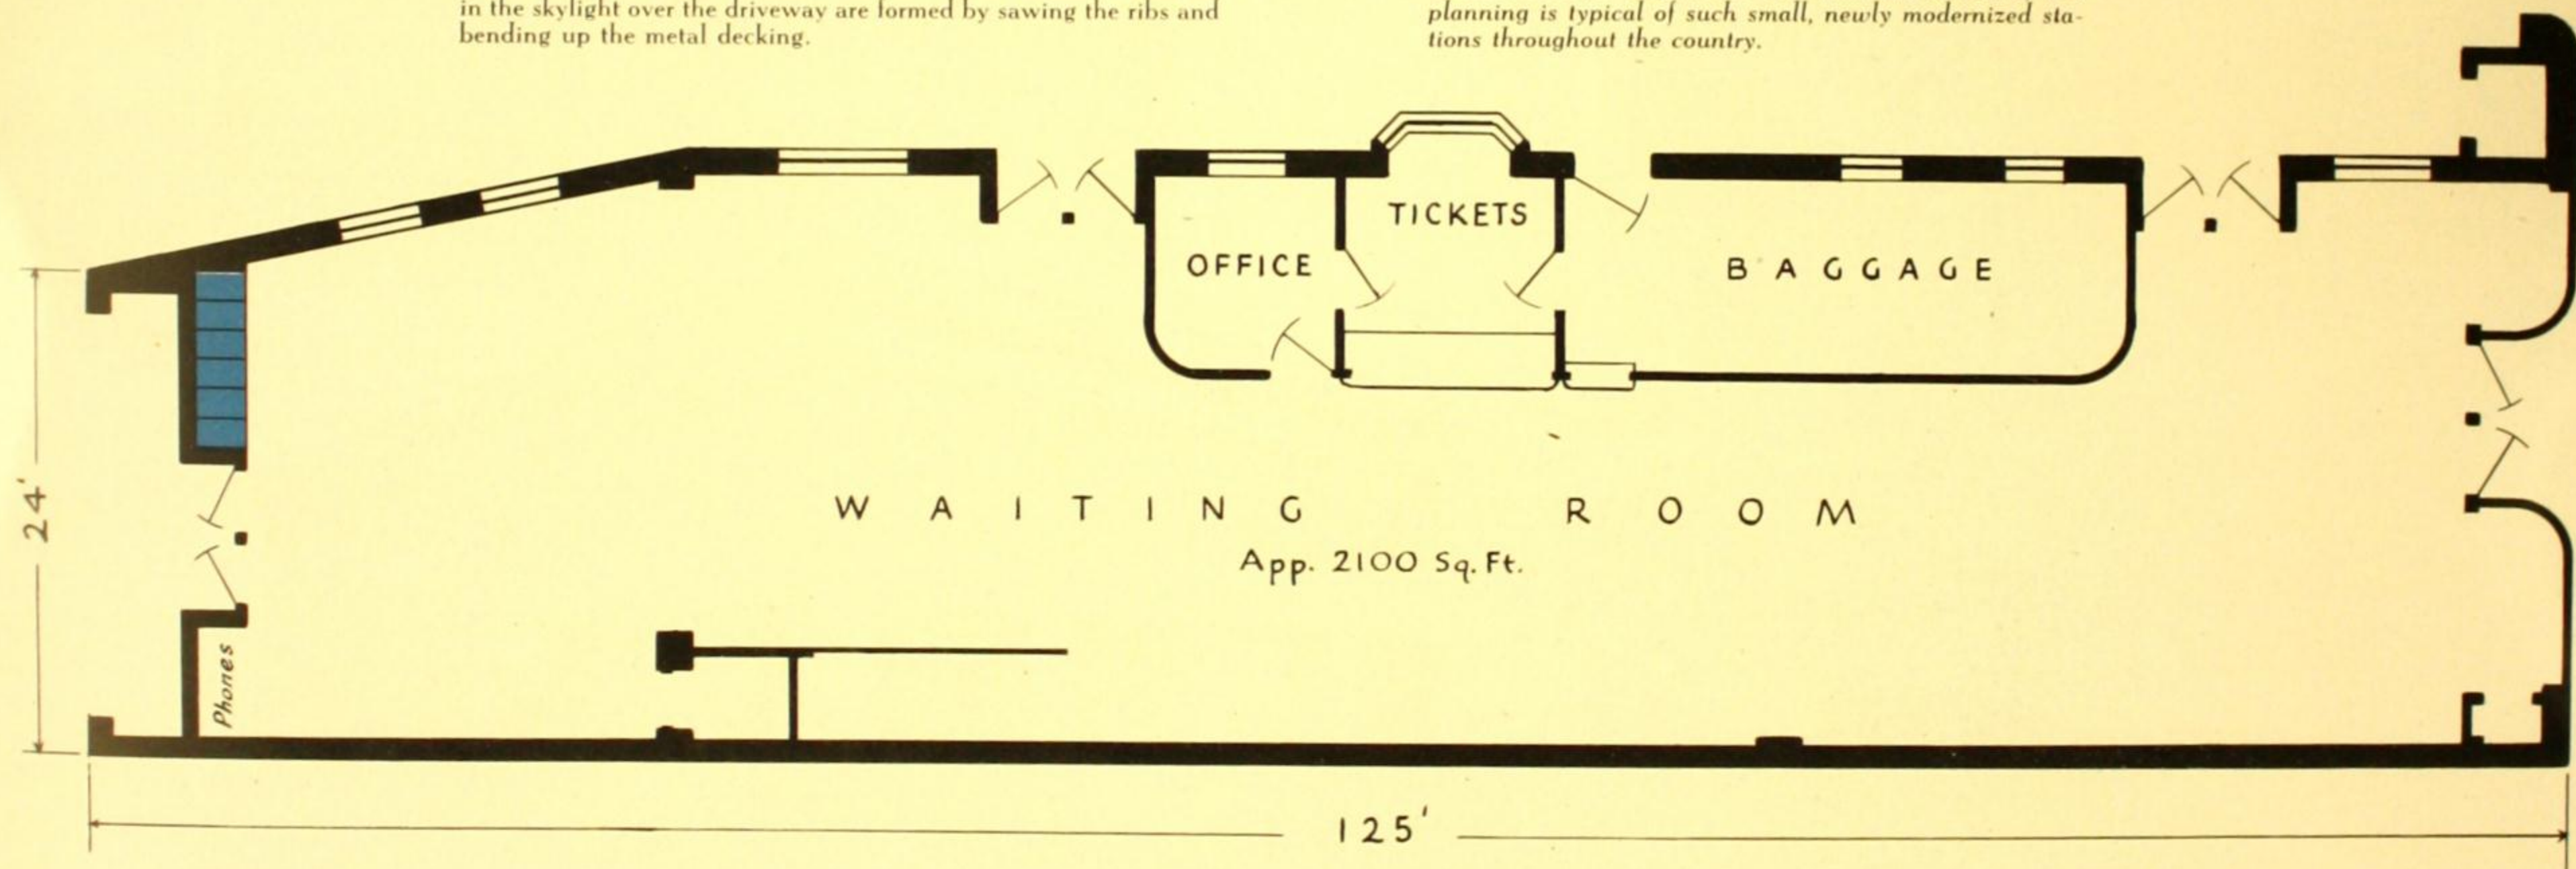 in the skylight over the driveway are formed by sawing the ribs and
bending up the metal decking.
planning is typical of such small, newly modernized sta-
tions throughout the country.
TICKETS
OFFICE
BAGGAGE
24'
WAITING ROOM
App. 2100 Sq. Ft.
Phones
125'